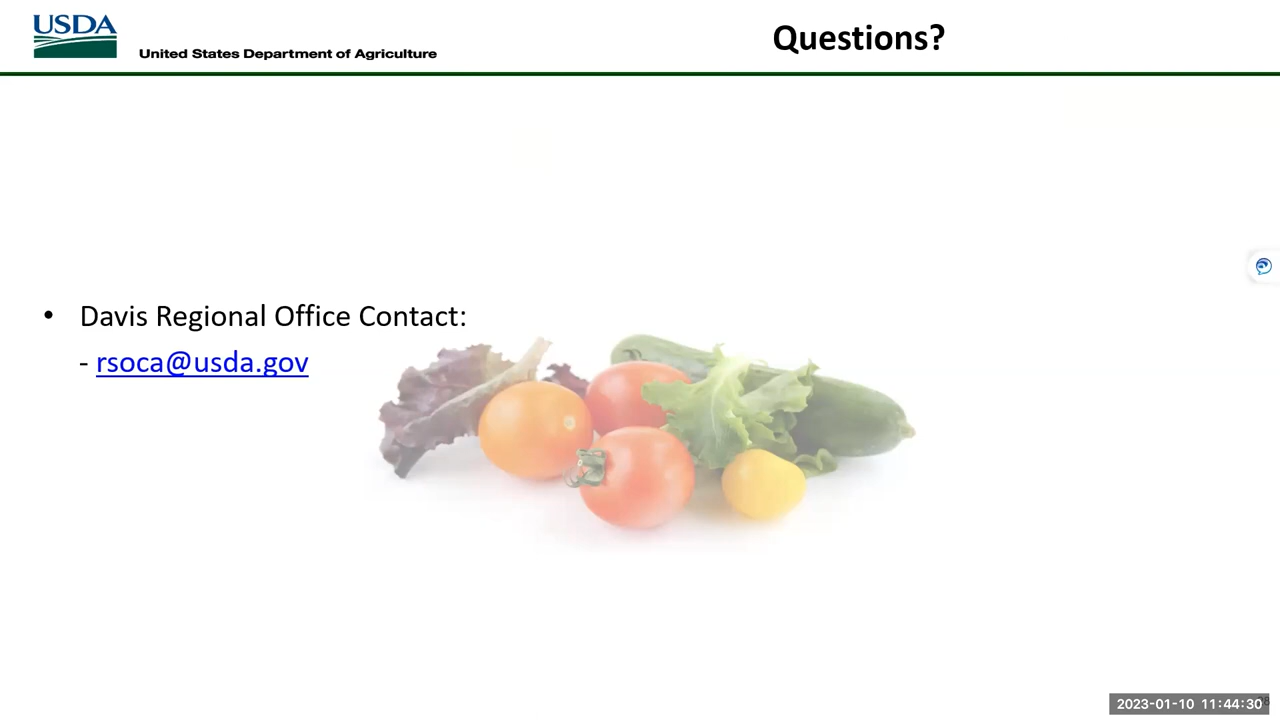 USDA
United States Department of Agriculture
Questions?
• Davis Regional Office Contact:
- rsoca@usda.gov
2023-01-10 11:44:30